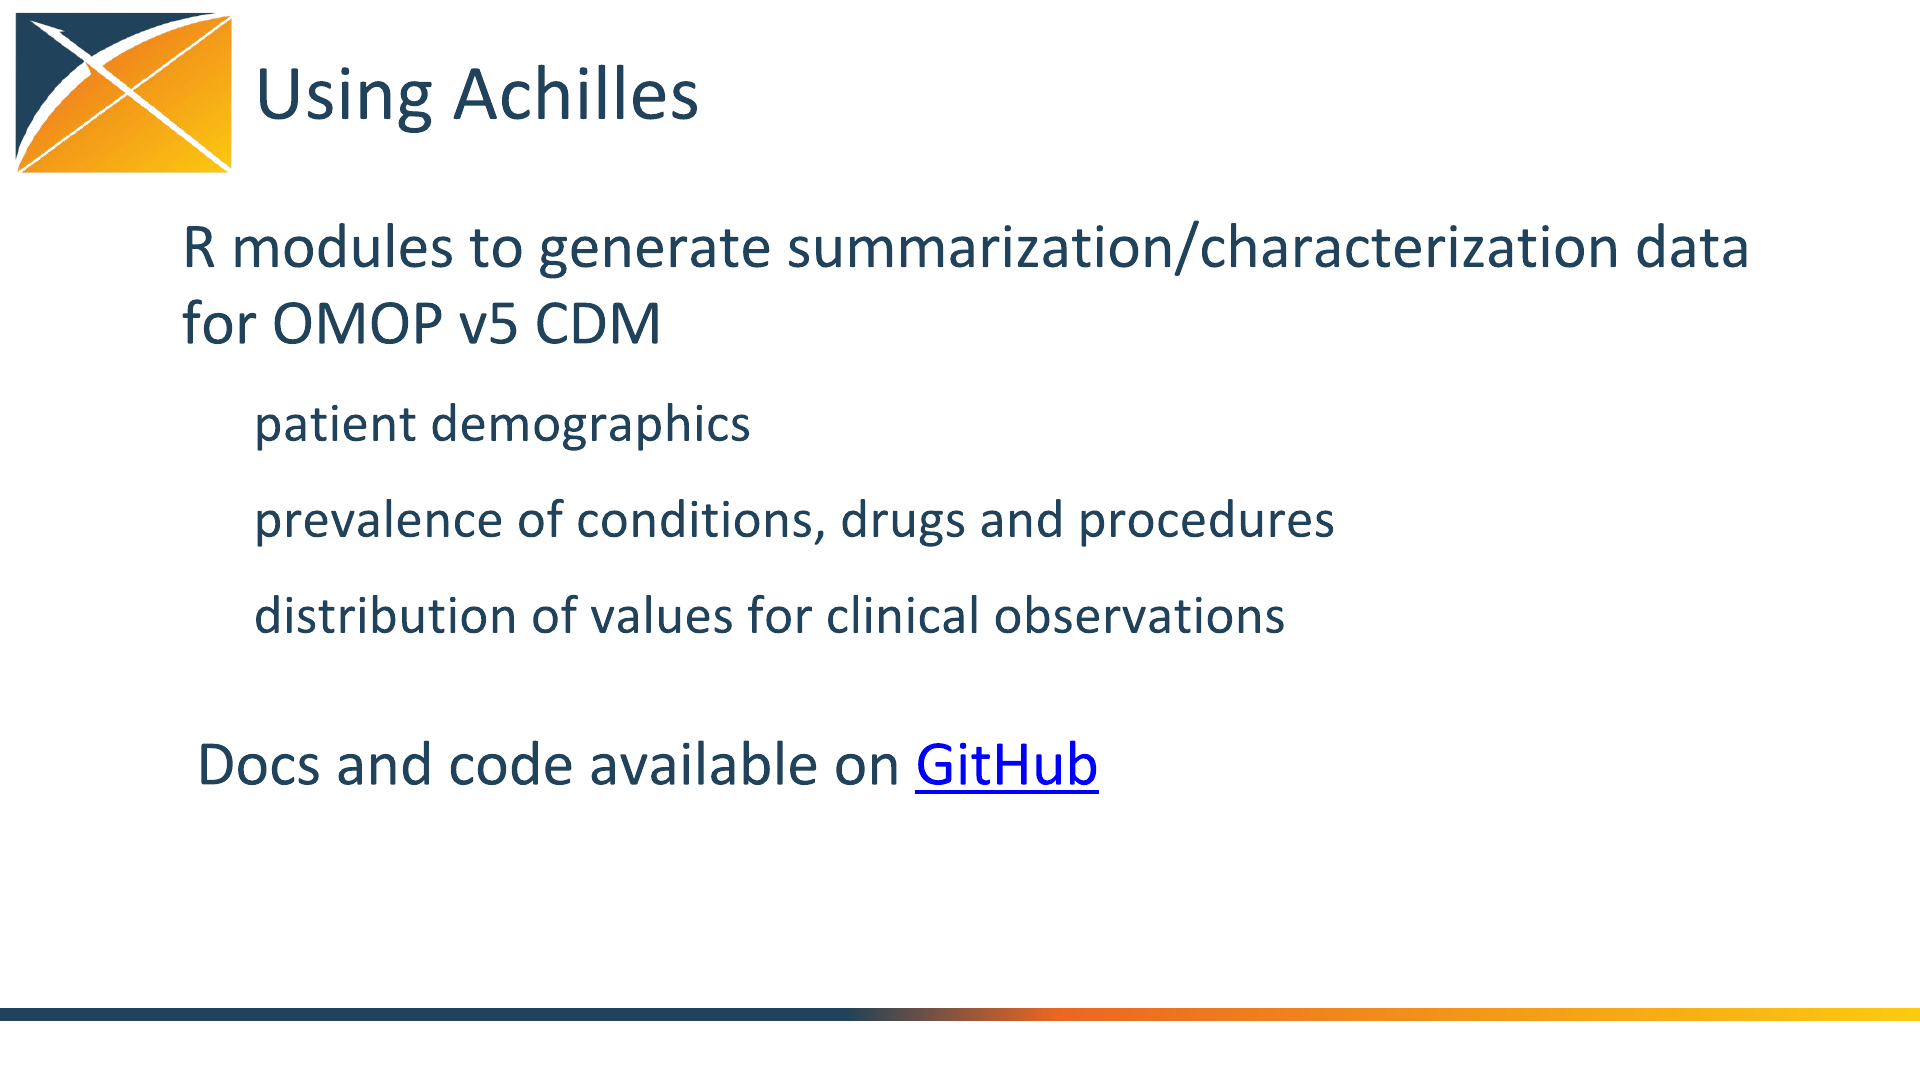 Using Achilles
R modules to generate summarization/characterization data
for OMOP v5 CDM
patient demographics
prevalence of conditions, drugs and procedures
distribution of values for clinical observations
Docs and code available on GitHub